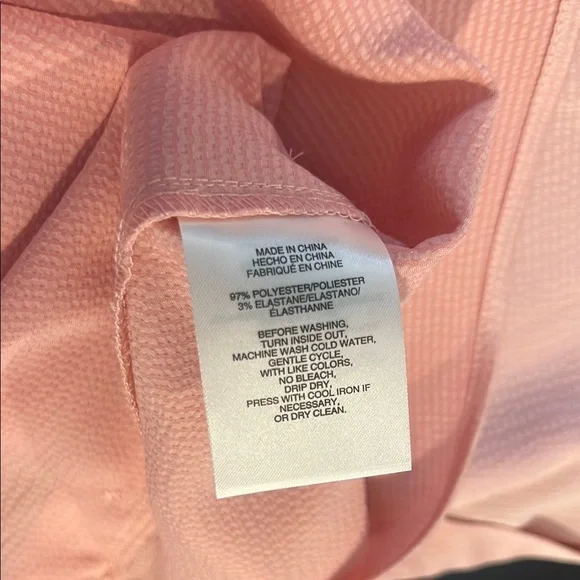 MADE IN CHINA
HECHO EN CHINA
FABRIQUÉ EN CHINE
97% POLYESTER/POLIESTER
3% ELASTANE/ELASTANO/
ÉLASTHANNE
BEFORE WASHING,
TURN INSIDE OUT,
MACHINE WASH COLD WATER,
GENTLE CYCLE,
WITH LIKE COLORS,
NO BLEACH,
DRIP DRY,
PRESS WITH COOL IRON IF
NECESSARY,
OR DRY CLEAN.